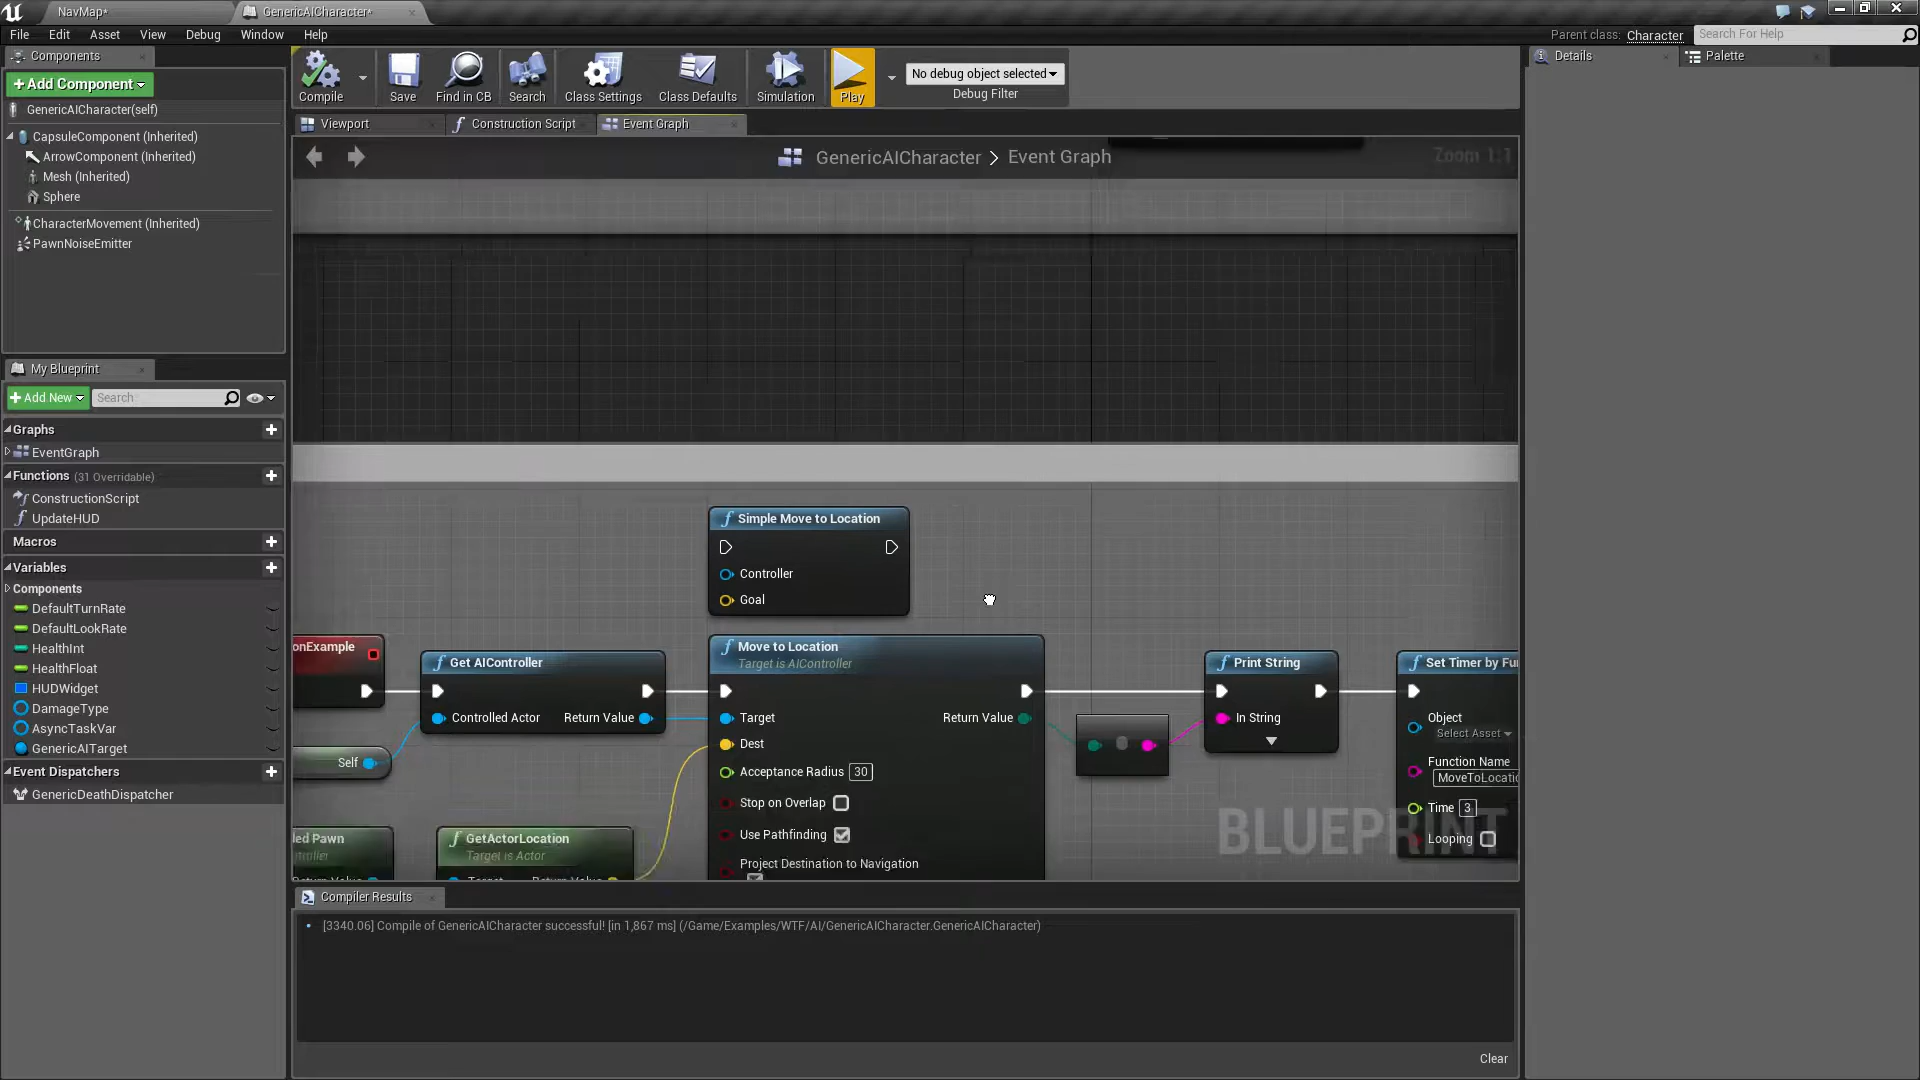 NavMap*
GenericAICharacter*
File Edit Asset View Debug Window Help
Parent class: Character
Search For Help
Components
+Add Component
GenericAICharacter(self)
CapsuleComponent (Inherited)
ArrowComponent (Inherited)
Mesh (Inherited)
Sphere
CharacterMovement (Inherited)
PawnNoiseEmitter
Compile
Save
Find in CB
Search
Class Settings
Class Defaults
Simulation
Play
No debug object selected
Debug Filter
Details
Palette
Viewport
Construction Script
Event Graph
GenericAICharacter > Event Graph
Zoom 1:1
My Blueprint
+Add New
Search
Graphs
EventGraph
Functions (31 Overridable)
ConstructionScript
UpdateHUD
Macros
Variables
Components
DefaultTurnRate
DefaultLookRate
HealthInt
HealthFloat
HUDWidget
DamageType
AsyncTaskVar
GenericAITarget
Event Dispatchers
GenericDeathDispatcher
Simple Move to Location
Controller
Goal
onExample
Self
Get AIController
Controlled Actor
Return Value
Move to Location
Target is AIController
Target
Return Value
Dest
Acceptance Radius 30
Stop on Overlap
Use Pathfinding
Project Destination to Navigation
led Pawn
Return Value
GetActorLocation
Target is Actor
Target
Return Value
Print String
In String
Set Timer by Fu
Object
Select Asset
Function Name
MoveToLocatio
Time 3
Looping
BLUEPRINT
Compiler Results
[3340.06] Compile of GenericAICharacter successful! [in 1,867 ms] (/Game/Examples/WTF/AI/GenericAICharacter.GenericAICharacter)
Clear